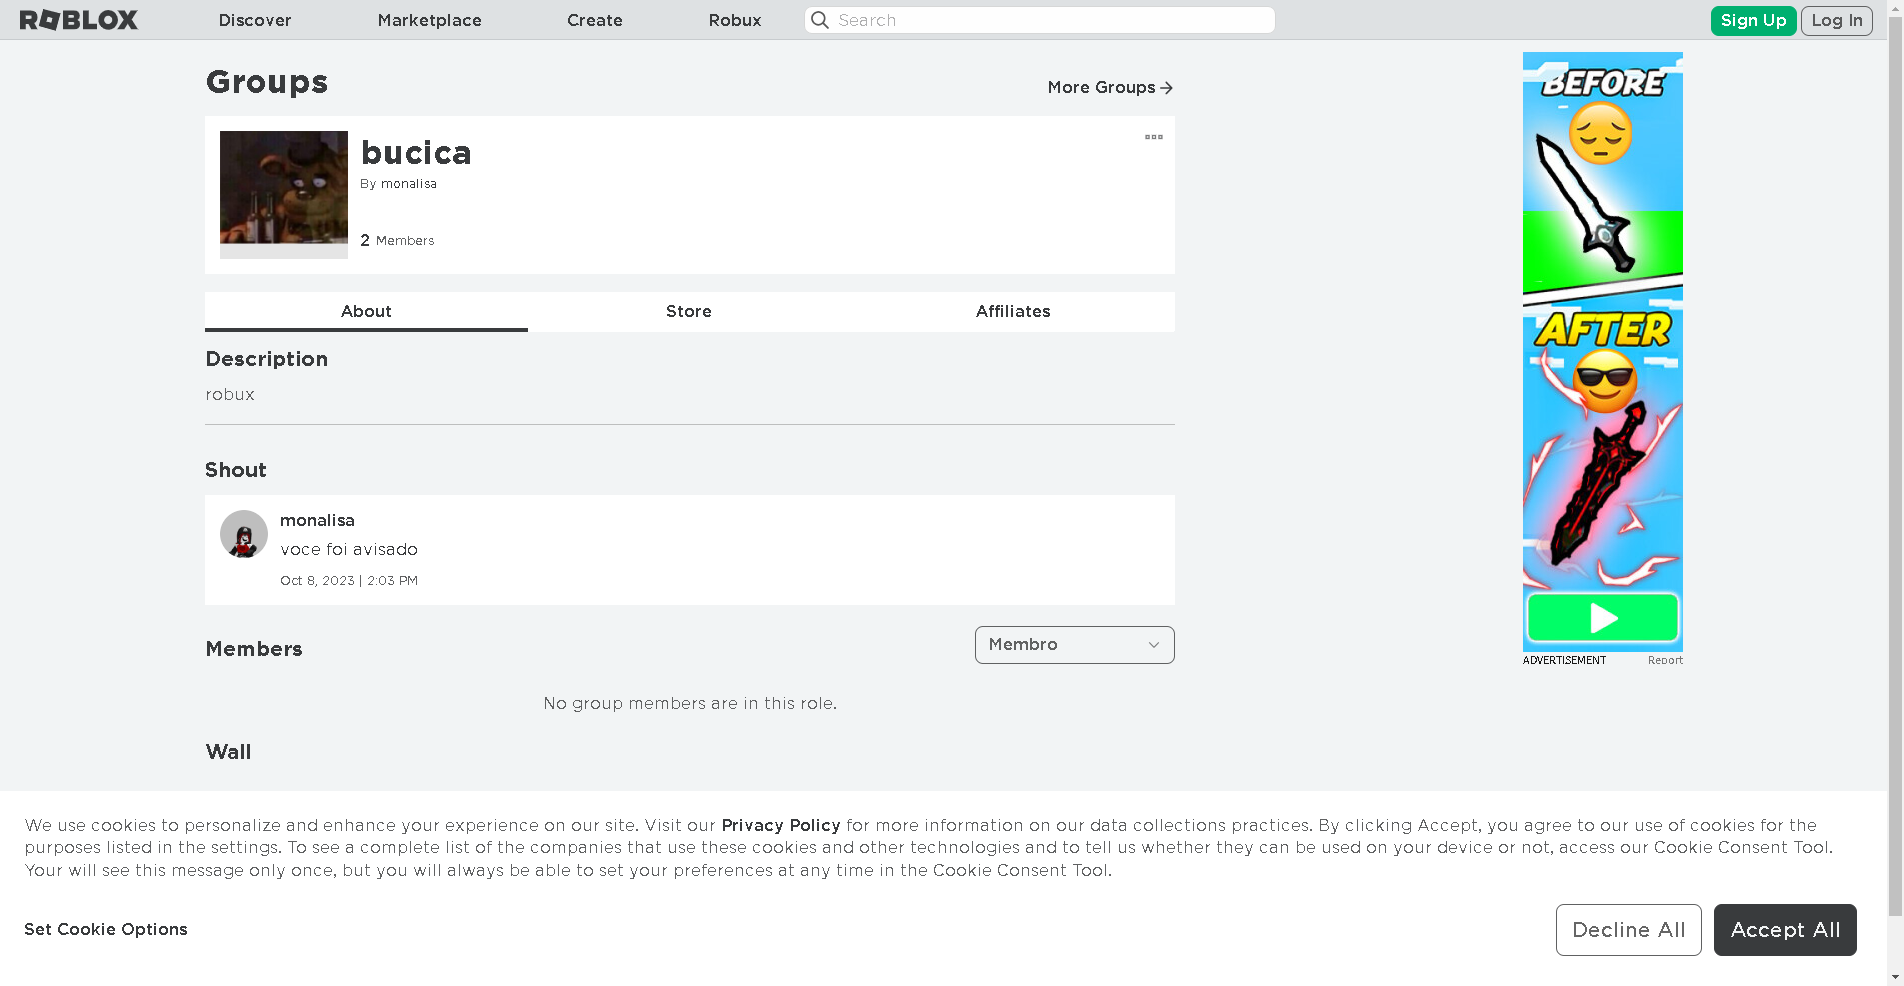 ROBLOX Discover Marketplace Create Robux Search Sign Up Log In
Groups
More Groups
bucica
By monalisa
2 Members
About Store Affiliates
Description
robux
Shout
monalisa
voce foi avisado
Oct 8, 2023 | 2:03 PM
Members
Membro
No group members are in this role.
Wall
BEFORE
AFTER
ADVERTISEMENT Report
We use cookies to personalize and enhance your experience on our site. Visit our Privacy Policy for more information on our data collections practices. By clicking Accept, you agree to our use of cookies for the
purposes listed in the settings. To see a complete list of the companies that use these cookies and other technologies and to tell us whether they can be used on your device or not, access our Cookie Consent Tool.
Your will see this message only once, but you will always be able to set your preferences at any time in the Cookie Consent Tool.
Set Cookie Options
Decline All Accept All